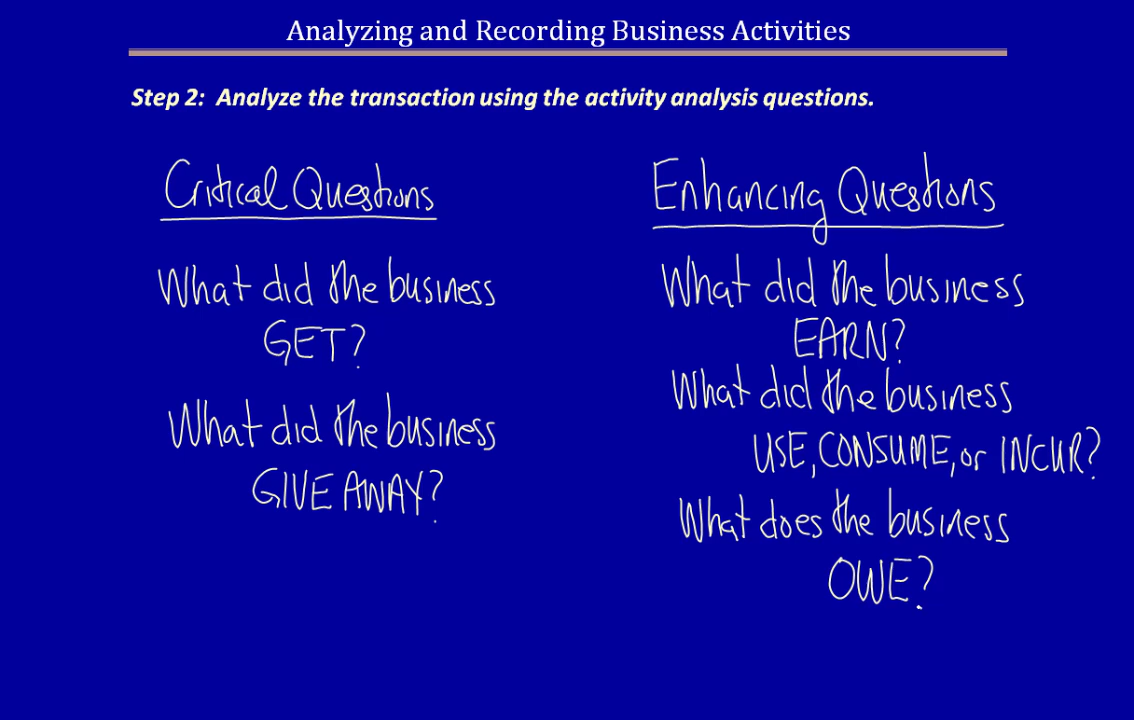 Analyzing and Recording Business Activities
Step 2: Analyze the transaction using the activity analysis questions.
Critical Questions
What did the business
GET?
What did the business
GIVE AWAY?
Enhancing Questions
What did the business
EARN?
What did the business
USE, CONSUME, or INCUR?
What does the business
OWE?